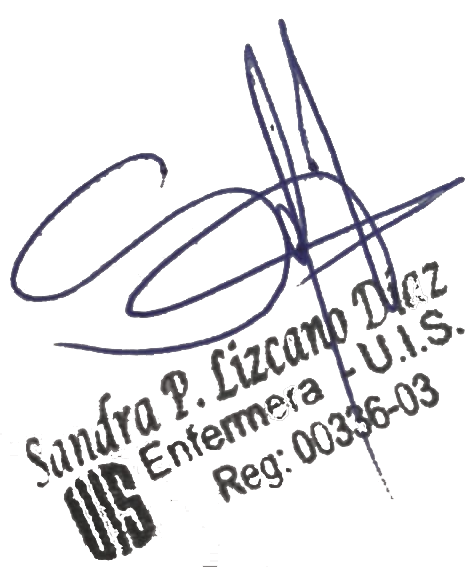 Sandra P. Lizcano Díaz
Enfermera - U.I.S.
UIS
Reg: 00336-03